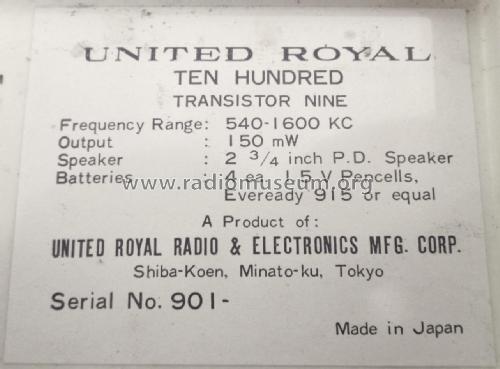 UNITED ROYAL
TEN HUNDRED
TRANSISTOR NINE
Frequency Range: 540-1600 KC
Output : 150 mW
Speaker : 2 3/4 inch P.D. Speaker
Batteries : 4 ea. 1.5 V Pencells,
www.radiomuseum.org
Eveready 915 or equal
A Product of:
UNITED ROYAL RADIO & ELECTRONICS MFG. CORP.
Shiba-Koen, Minato-ku, Tokyo
Serial No. 901-
Made in Japan